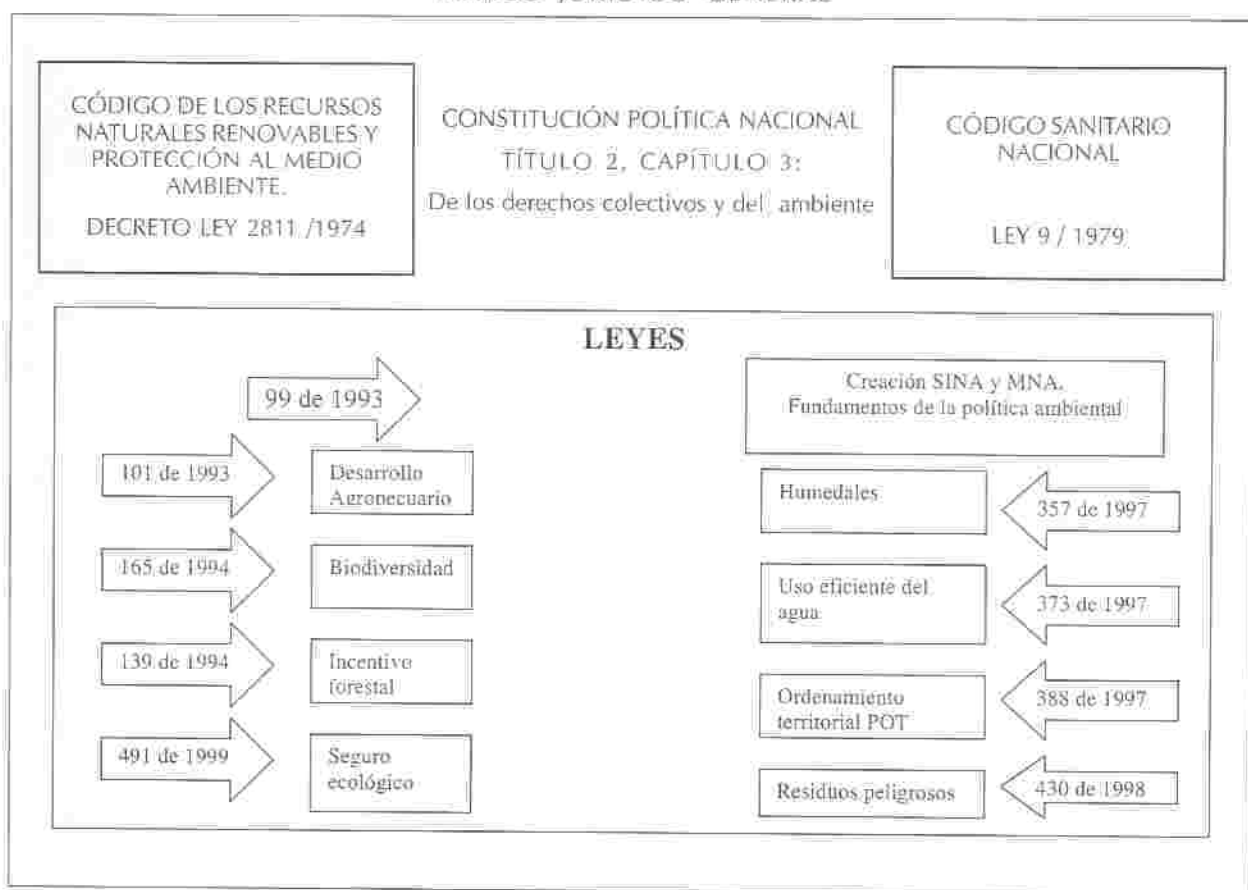 CÓDIGO DE LOS RECURSOS
NATURALES RENOVABLES Y
PROTECCIÓN AL MEDIO
AMBIENTE.
DECRETO LEY 2811 /1974
CONSTITUCIÓN POLÍTICA NACIONAL
TÍTULO 2, CAPÍTULO 3:
De los derechos colectivos y del ambiente
CÓDIGO SANITARIO
NACIONAL
LEY 9 / 1979
LEYES
99 de 1993
Creación SINA y MNA.
Fundamentos de la política ambiental
101 de 1993
Desarrollo
Agropecuario
165 de 1994
Biodiversidad
139 de 1994
Incentivo
forestal
491 de 1999
Seguro
ecológico
Humedales
357 de 1997
Uso eficiente del
agua
373 de 1997
Ordenamiento
territorial POT
388 de 1997
Residuos peligrosos
430 de 1998